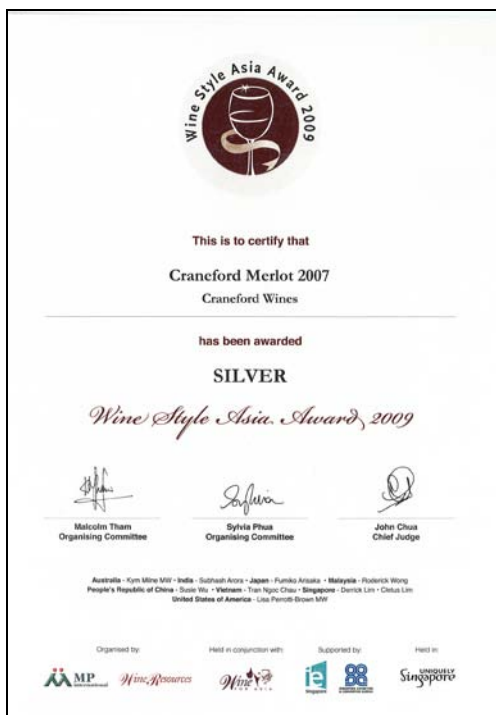 Wine Style Asia Award 2009
This is to certify that
Craneford Merlot 2007
Craneford Wines
has been awarded
SILVER
Wine Style Asia Award 2009
Malcolm Tham
Organising Committee
Sylvia Phua
Organising Committee
John Chua
Chief Judge
Australia - Kym Milne MW • India - Subhash Arora • Japan - Fumiko Arisaka • Malaysia - Roderick Wong
People's Republic of China - Susie Wu • Vietnam - Tran Ngoc Chau • Singapore - Derrick Lim • Cletus Lim
United States of America - Lisa Perrotti-Brown MW
Organised by:
Held in conjunction with:
Supported by:
Held in:
MP
international
Wine Resources
Wine
FOR ASIA
ie
Singapore
UNIQUELY
Singapore